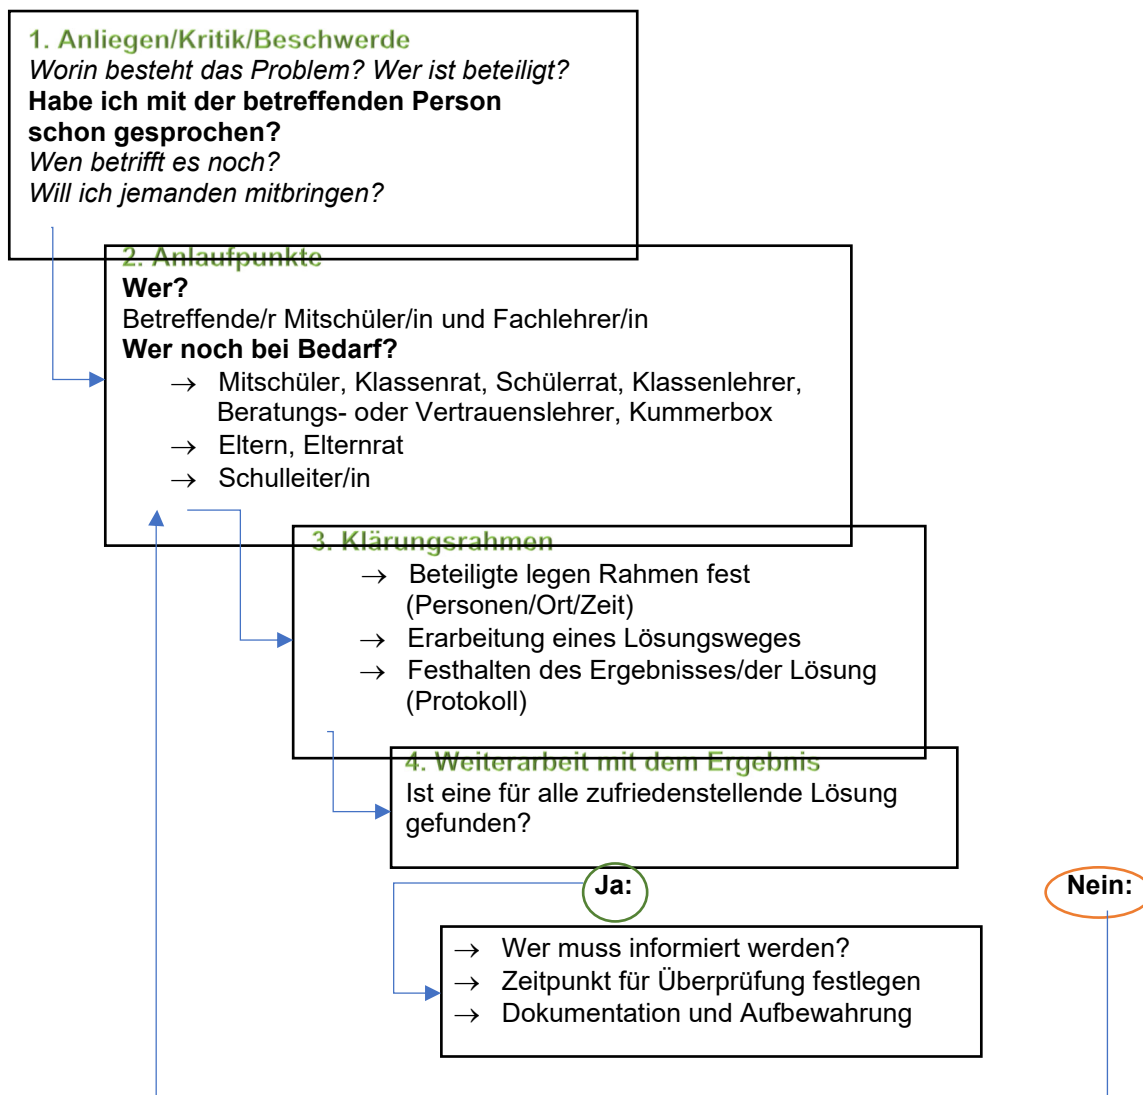 1. Anliegen/Kritik/Beschwerde
Worin besteht das Problem? Wer ist beteiligt?
Habe ich mit der betreffenden Person
schon gesprochen?
Wen betrifft es noch?
Will ich jemanden mitbringen?
2. Anlaufpunkte
Wer?
Betreffende/r Mitschüler/in und Fachlehrer/in
Wer noch bei Bedarf?
→ Mitschüler, Klassenrat, Schülerrat, Klassenlehrer,
Beratungs- oder Vertrauenslehrer, Kummerbox
→ Eltern, Elternrat
→ Schulleiter/in
3. Klärungsrahmen
→ Beteiligte legen Rahmen fest
(Personen/Ort/Zeit)
→ Erarbeitung eines Lösungsweges
→ Festhalten des Ergebnisses/der Lösung
(Protokoll)
4. Weiterarbeit mit dem Ergebnis
Ist eine für alle zufriedenstellende Lösung
gefunden?
Ja:
Nein:
→ Wer muss informiert werden?
→ Zeitpunkt für Überprüfung festlegen
→ Dokumentation und Aufbewahrung